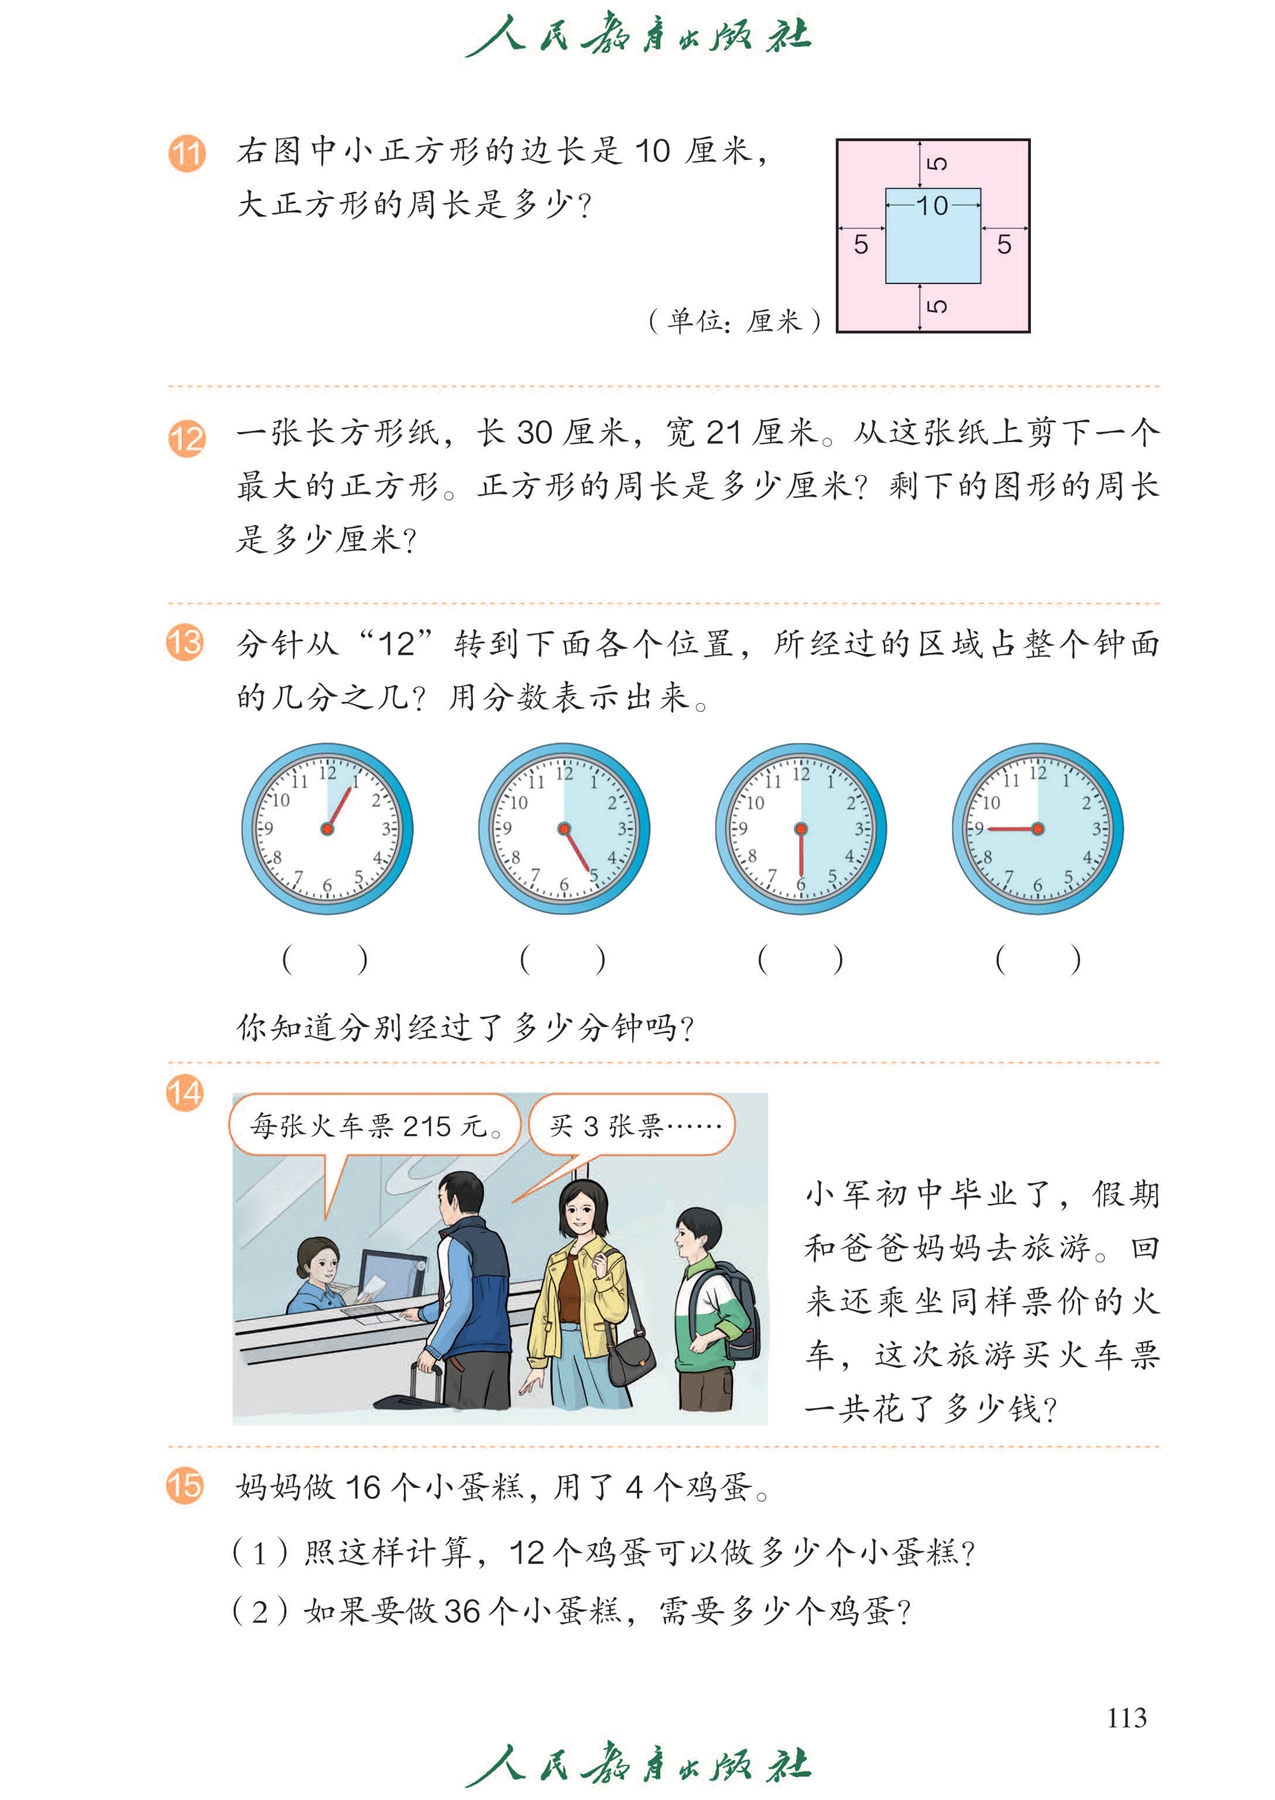 人民教育出版社
11 右图中小正方形的边长是 10 厘米，
大正方形的周长是多少？
5
10
5 5
5
（单位：厘米）
12 一张长方形纸，长 30 厘米，宽 21 厘米。从这张纸上剪下一个
最大的正方形。正方形的周长是多少厘米？剩下的图形的周长
是多少厘米？
13 分针从“12”转到下面各个位置，所经过的区域占整个钟面
的几分之几？用分数表示出来。
12 1 2 3 4 5 6 7 8 9 10 11
12 1 2 3 4 5 6 7 8 9 10 11
12 1 2 3 4 5 6 7 8 9 10 11
12 1 2 3 4 5 6 7 8 9 10 11
（　　） （　　） （　　） （　　）
你知道分别经过了多少分钟吗？
14
每张火车票 215 元。
买 3 张票……
小军初中毕业了，假期
和爸爸妈妈去旅游。回
来还乘坐同样票价的火
车，这次旅游买火车票
一共花了多少钱？
15 妈妈做 16 个小蛋糕，用了 4 个鸡蛋。
（1）照这样计算，12 个鸡蛋可以做多少个小蛋糕？
（2）如果要做 36 个小蛋糕，需要多少个鸡蛋？
113
人民教育出版社